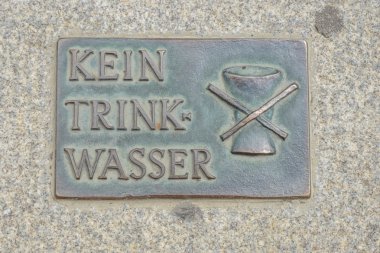 KEIN
TRINK-
WASSER